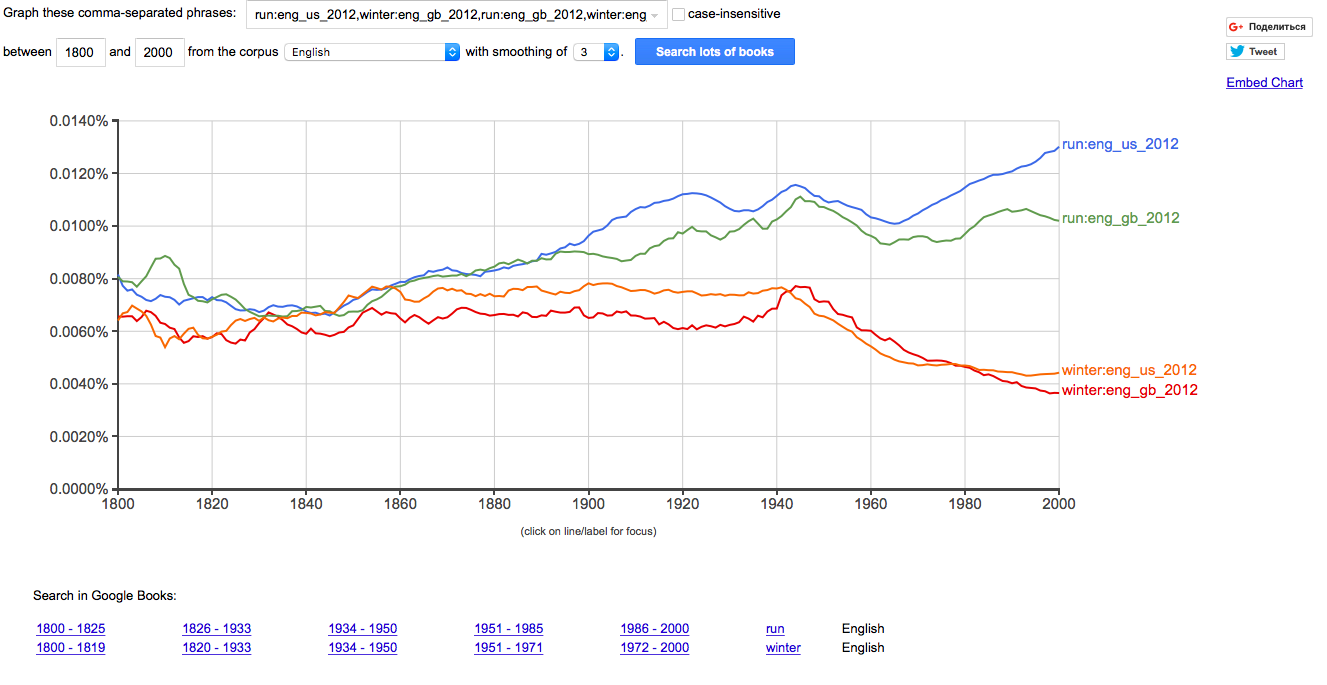 Graph these comma-separated phrases: run:eng_us_2012,winter:eng_gb_2012,run:eng_gb_2012,winter:eng case-insensitive
between 1800 and 2000 from the corpus English with smoothing of 3 . Search lots of books
G+ Поделиться
Tweet
Embed Chart
0.0140%
0.0120%
0.0100%
0.0080%
0.0060%
0.0040%
0.0020%
0.0000%
run:eng_us_2012
run:eng_gb_2012
winter:eng_us_2012
winter:eng_gb_2012
1800 1820 1840 1860 1880 1900 1920 1940 1960 1980 2000
(click on line/label for focus)
Search in Google Books:
1800 - 1825 1826 - 1933 1934 - 1950 1951 - 1985 1986 - 2000 run English
1800 - 1819 1820 - 1933 1934 - 1950 1951 - 1971 1972 - 2000 winter English